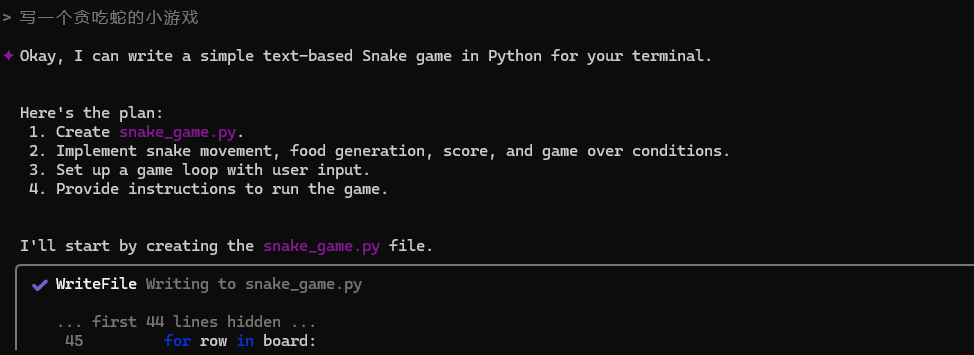 > 写一个贪吃蛇的小游戏
✦ Okay, I can write a simple text-based Snake game in Python for your terminal.
Here's the plan:
1. Create snake_game.py.
2. Implement snake movement, food generation, score, and game over conditions.
3. Set up a game loop with user input.
4. Provide instructions to run the game.
I'll start by creating the snake_game.py file.
✔ WriteFile Writing to snake_game.py
... first 44 lines hidden ...
45 for row in board: